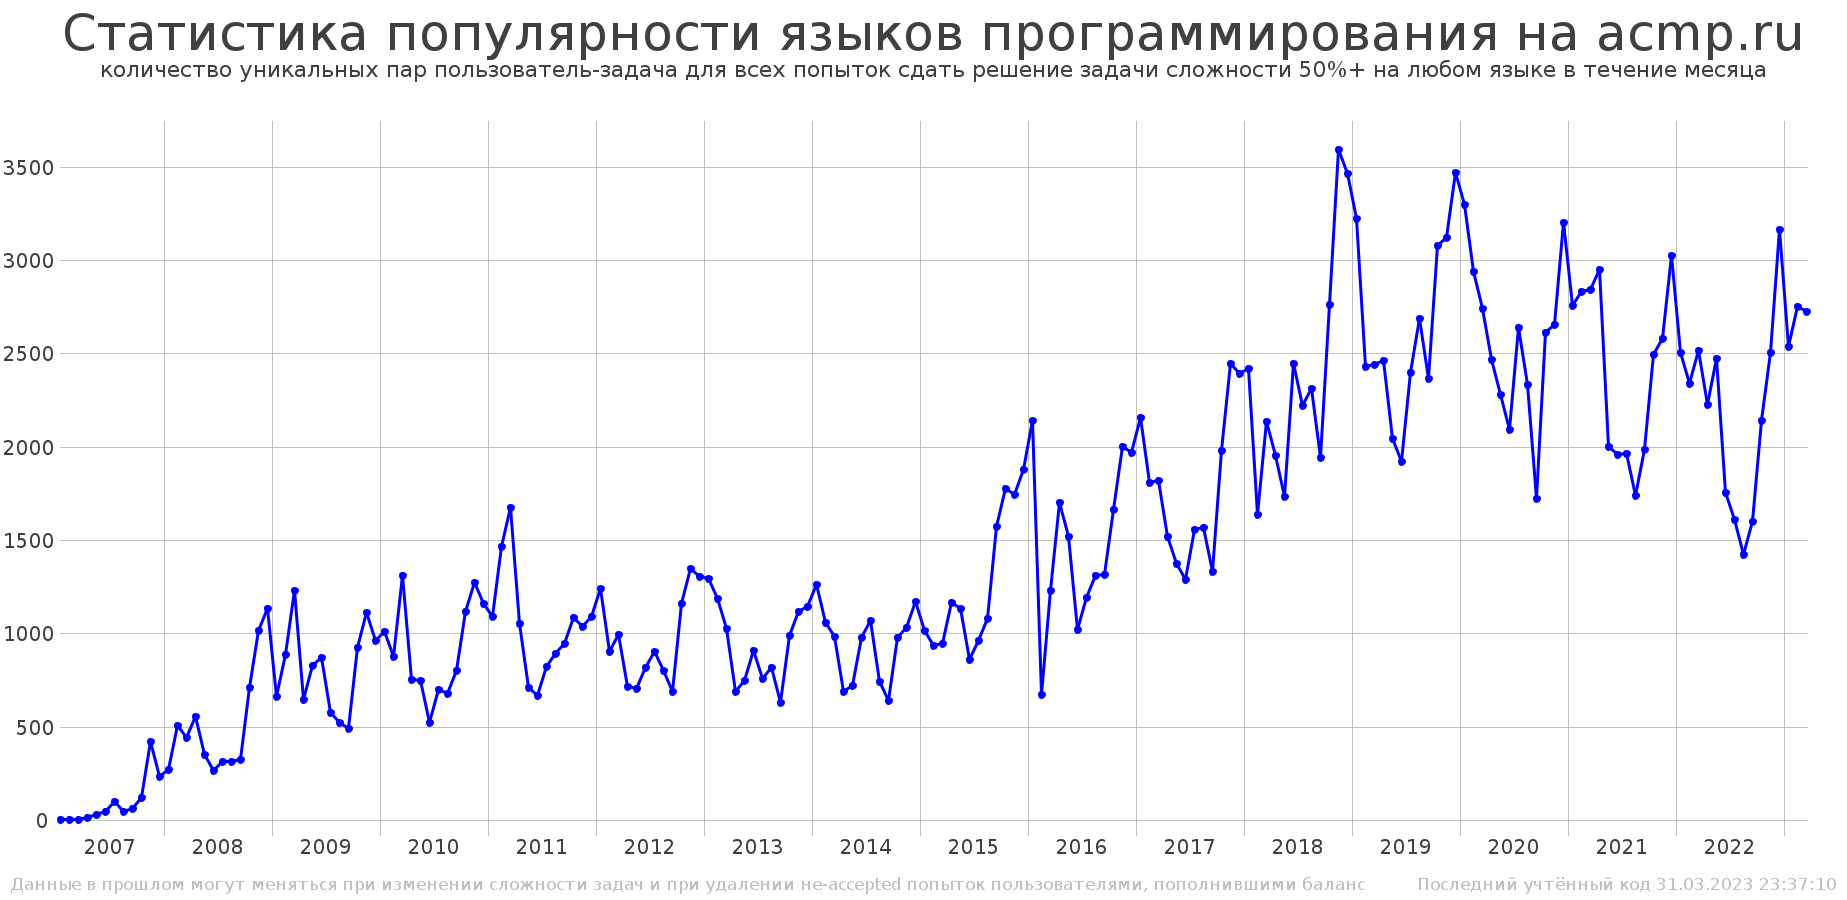 Статистика популярности языков программирования на acmp.ru
количество уникальных пар пользователь-задача для всех попыток сдать решение задачи сложности 50%+ на любом языке в течение месяца
3500
3000
2500
2000
1500
1000
500
0
2007 2008 2009 2010 2011 2012 2013 2014 2015 2016 2017 2018 2019 2020 2021 2022
Данные в прошлом могут меняться при изменении сложности задач и при удалении не-accepted попыток пользователями, пополнившими баланс Последний учтённый код 31.03.2023 23:37:10